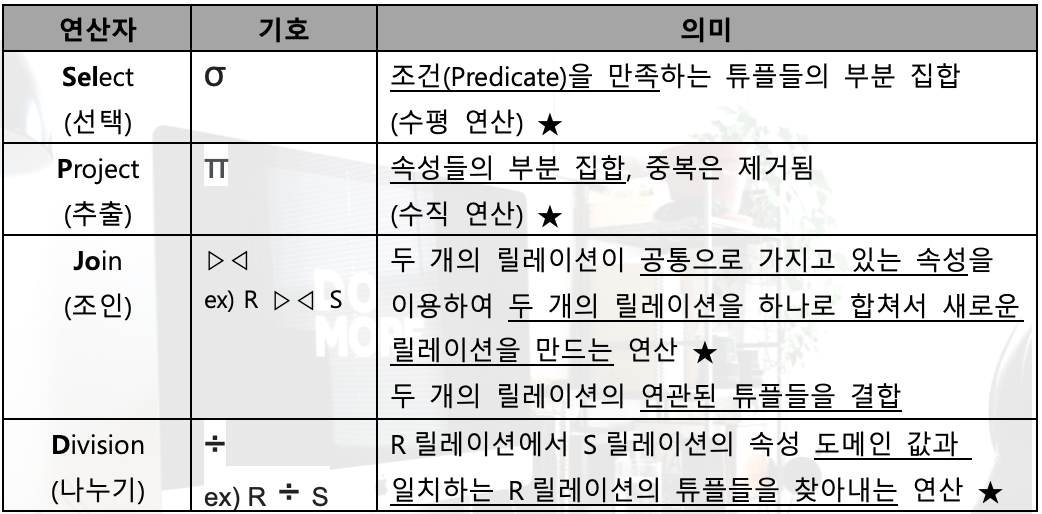 연산자 기호 의미
Select σ 조건(Predicate)을 만족하는 튜플들의 부분 집합
(선택) (수평 연산) ★
Project π 속성들의 부분 집합, 중복은 제거됨
(추출) (수직 연산) ★
Join ▷◁ 두 개의 릴레이션이 공통으로 가지고 있는 속성을
(조인) ex) R ▷◁ S 이용하여 두 개의 릴레이션을 하나로 합쳐서 새로운
릴레이션을 만드는 연산 ★
두 개의 릴레이션의 연관된 튜플들을 결합
Division ÷ R 릴레이션에서 S 릴레이션의 속성 도메인 값과
(나누기) ex) R ÷ S 일치하는 R 릴레이션의 튜플들을 찾아내는 연산 ★
DO
MORE